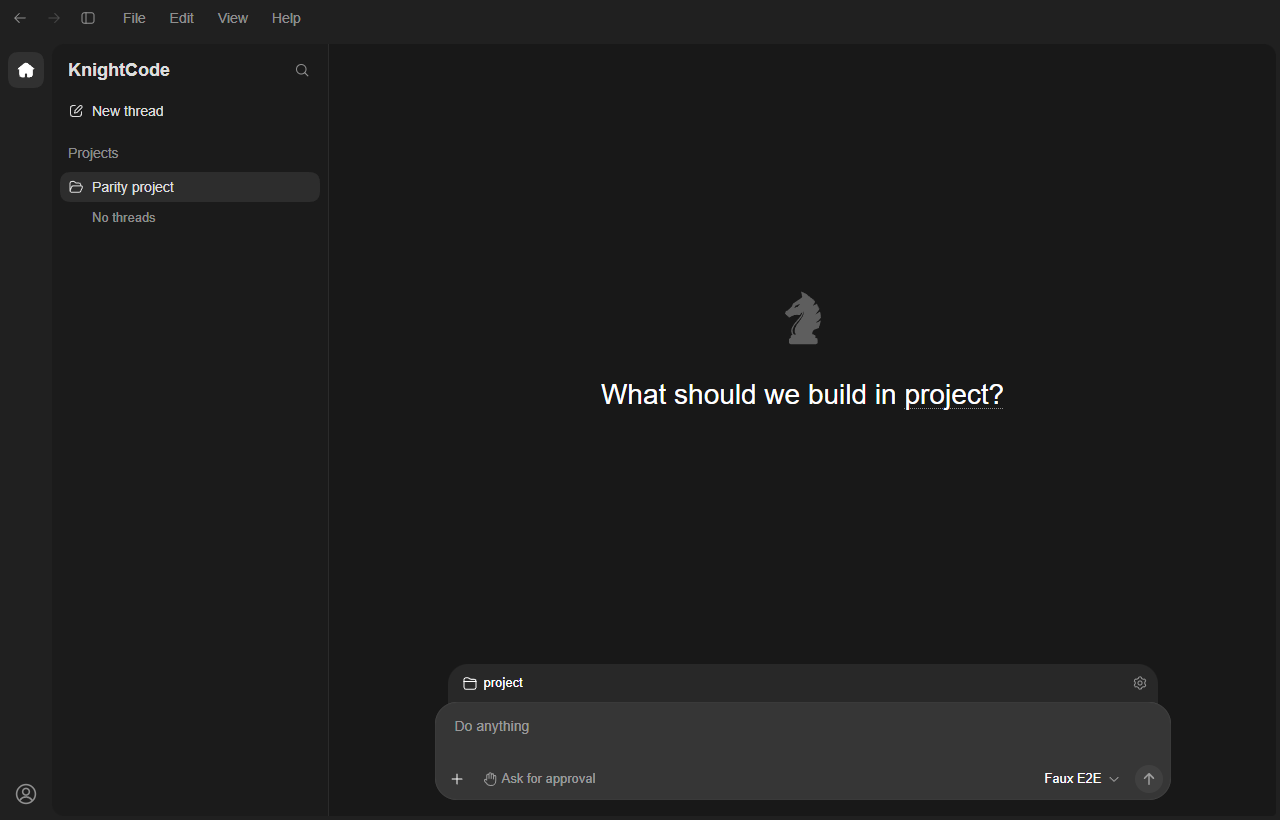 File Edit View Help
KnightCode
New thread
Projects
Parity project
No threads
What should we build in project?
project
Do anything
Ask for approval
Faux E2E